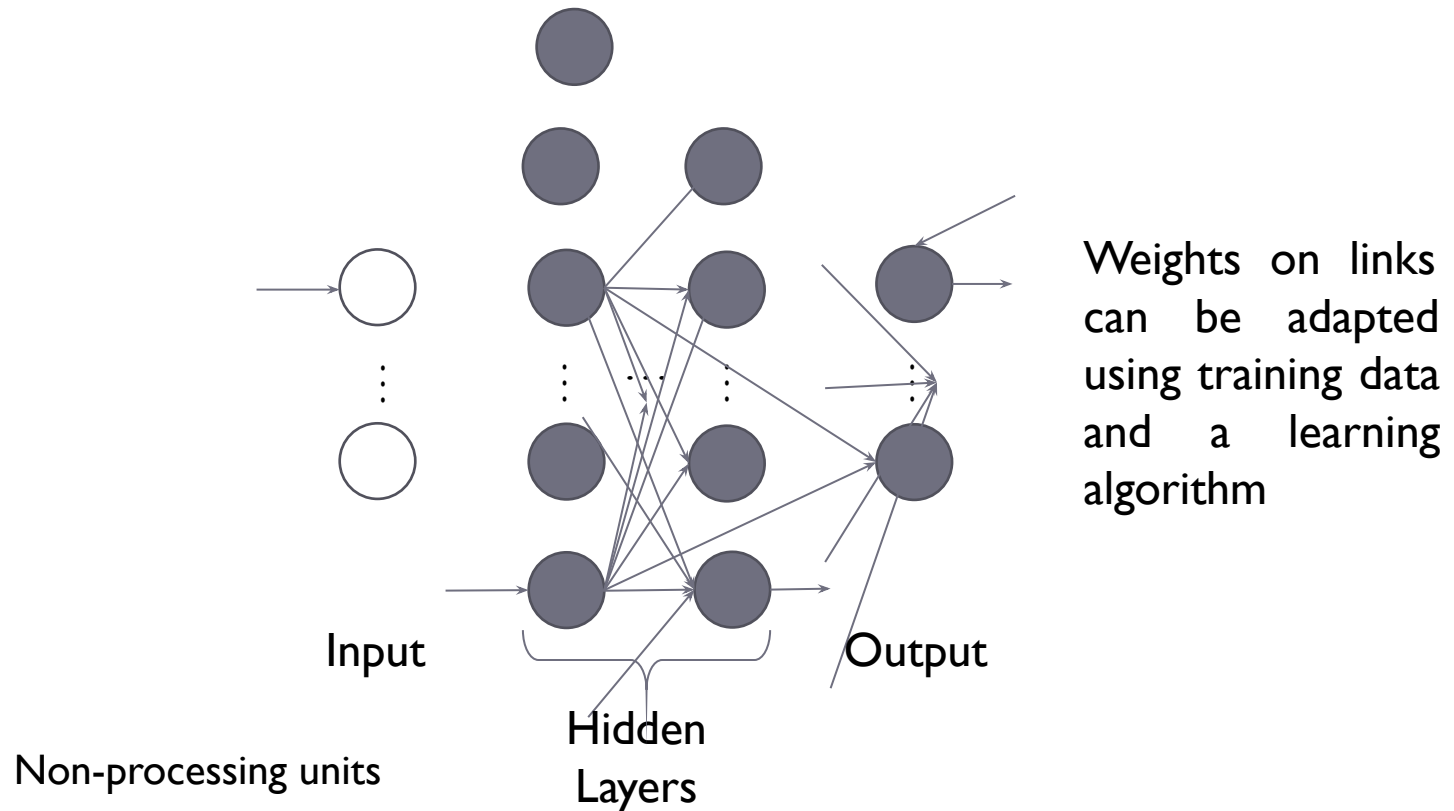 Weights on links
can be adapted
using training data
and a learning
algorithm
Input
Output
Hidden
Layers
Non-processing units